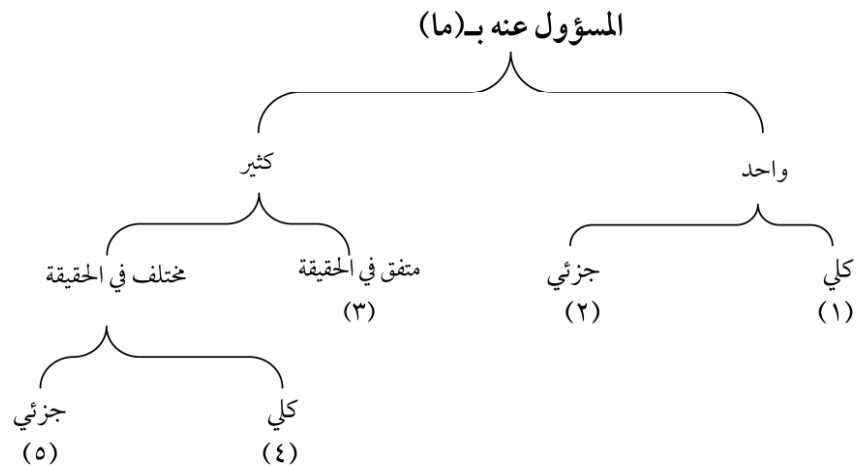 المسؤول عنه بـ(ما)
واحد
كثير
كلي
(١)
جزئي
(٢)
متفق في الحقيقة
(٣)
مختلف في الحقيقة
كلي
(٤)
جزئي
(٥)